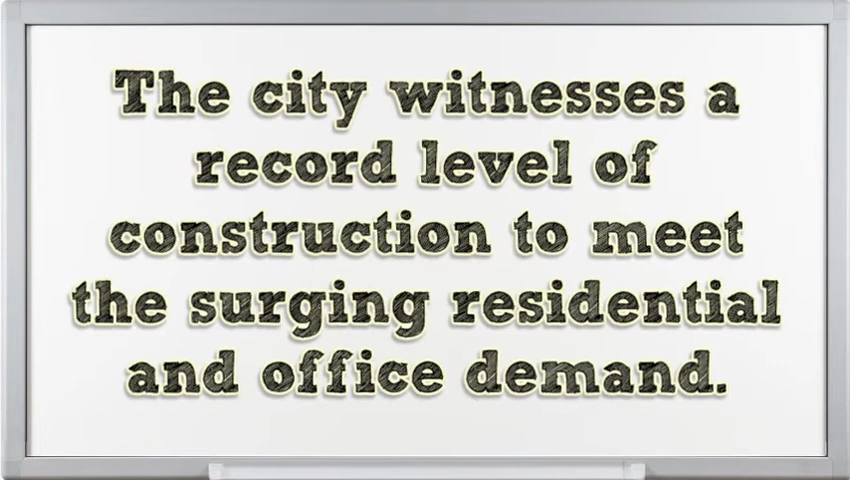 The city witnesses a
record level of
construction to meet
the surging residential
and office demand.